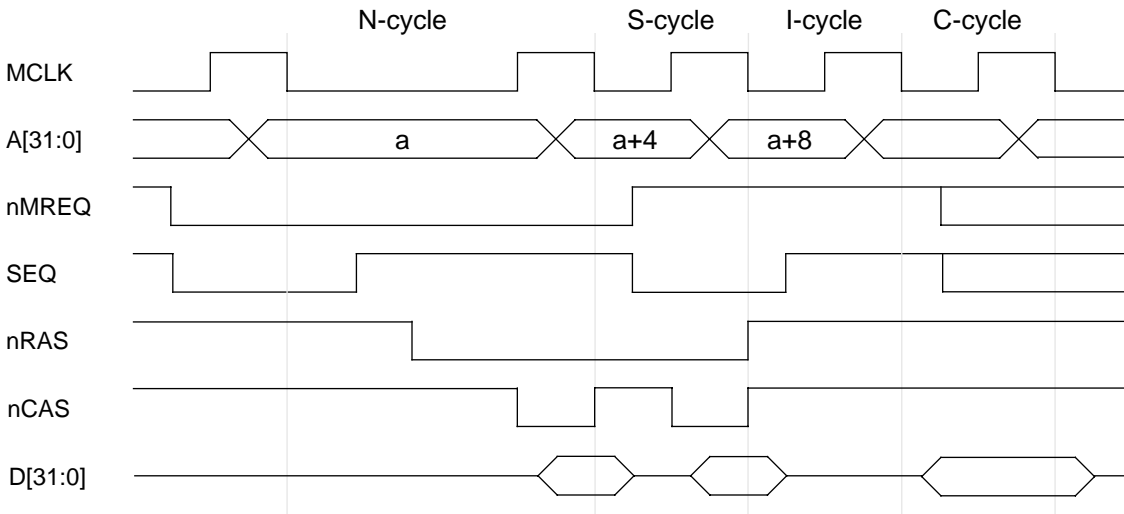 N-cycle S-cycle I-cycle C-cycle
MCLK
A[31:0] a a+4 a+8
nMREQ
SEQ
nRAS
nCAS
D[31:0]